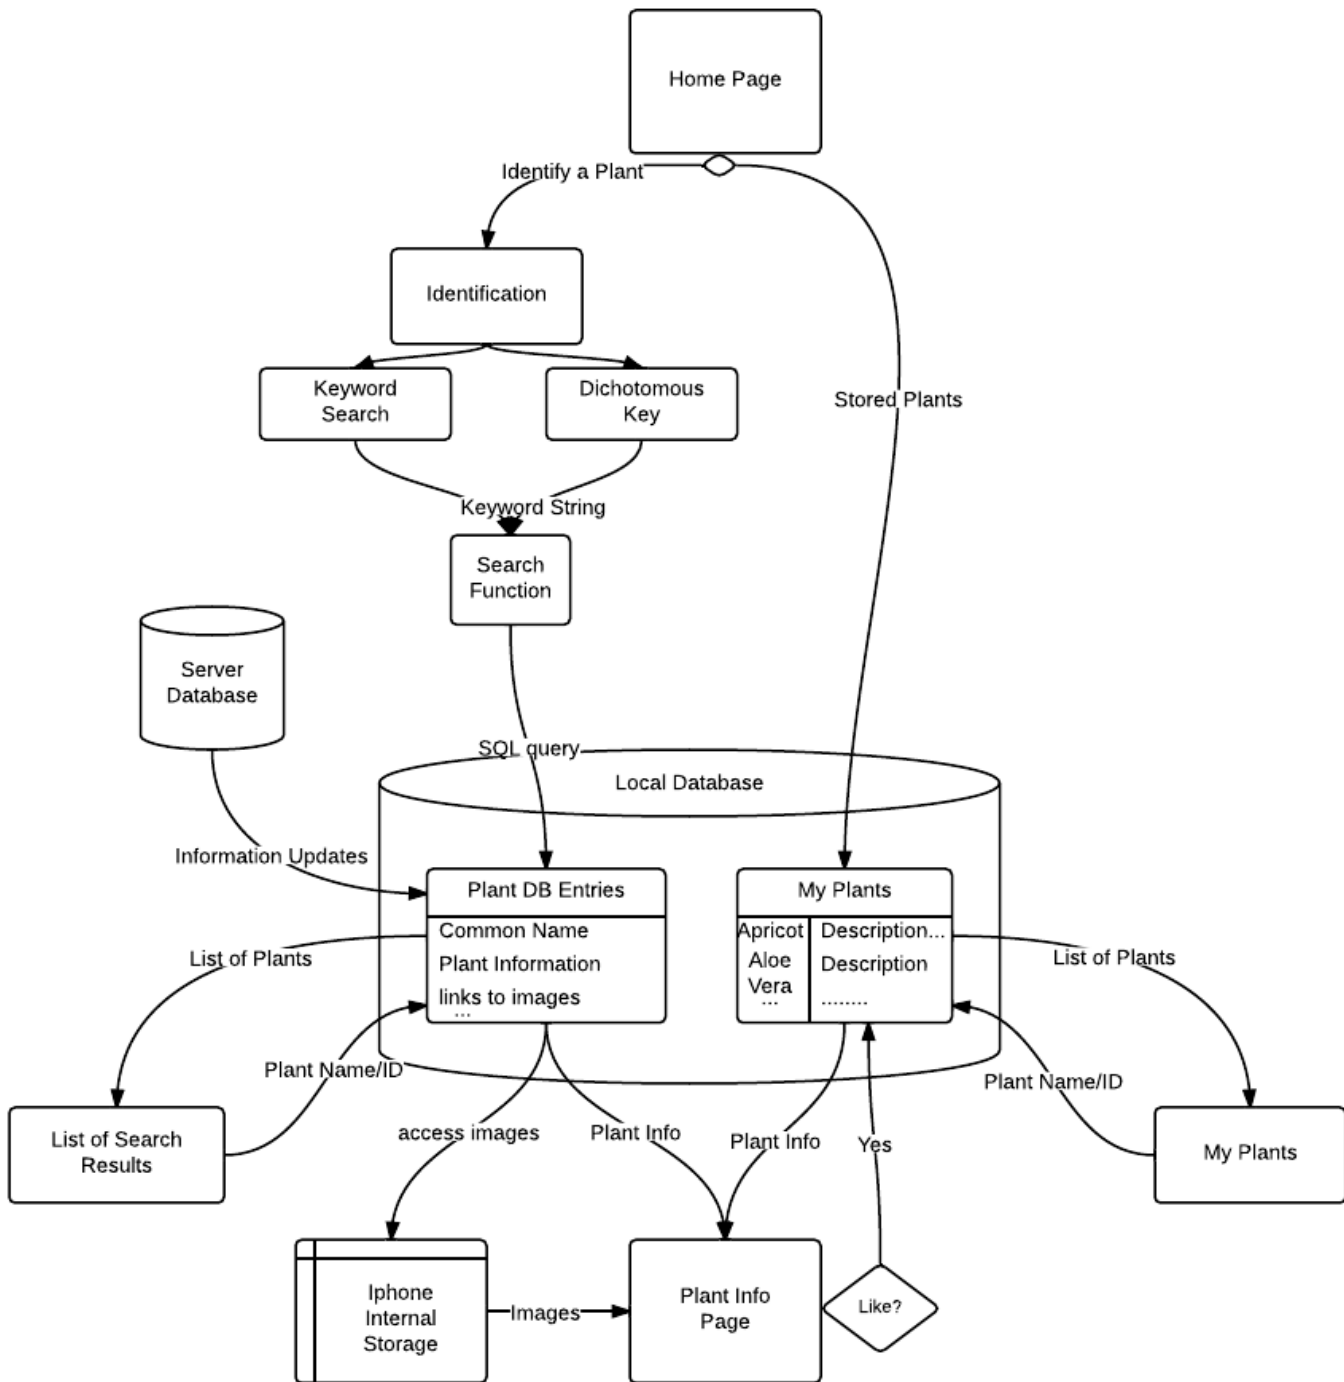 Home Page
Identify a Plant
Identification
Keyword
Search
Dichotomous
Key
Stored Plants
Keyword String
Search
Function
Server
Database
SQL query
Local Database
Information Updates
Plant DB Entries
Common Name
Plant Information
links to images
...
My Plants
Apricot
Aloe
Vera
...
Description...
Description
........
List of Plants
List of Plants
Plant Name/ID
Plant Name/ID
List of Search
Results
access images
Plant Info
Plant Info
Yes
My Plants
Iphone
Internal
Storage
Images
Plant Info
Page
Like?